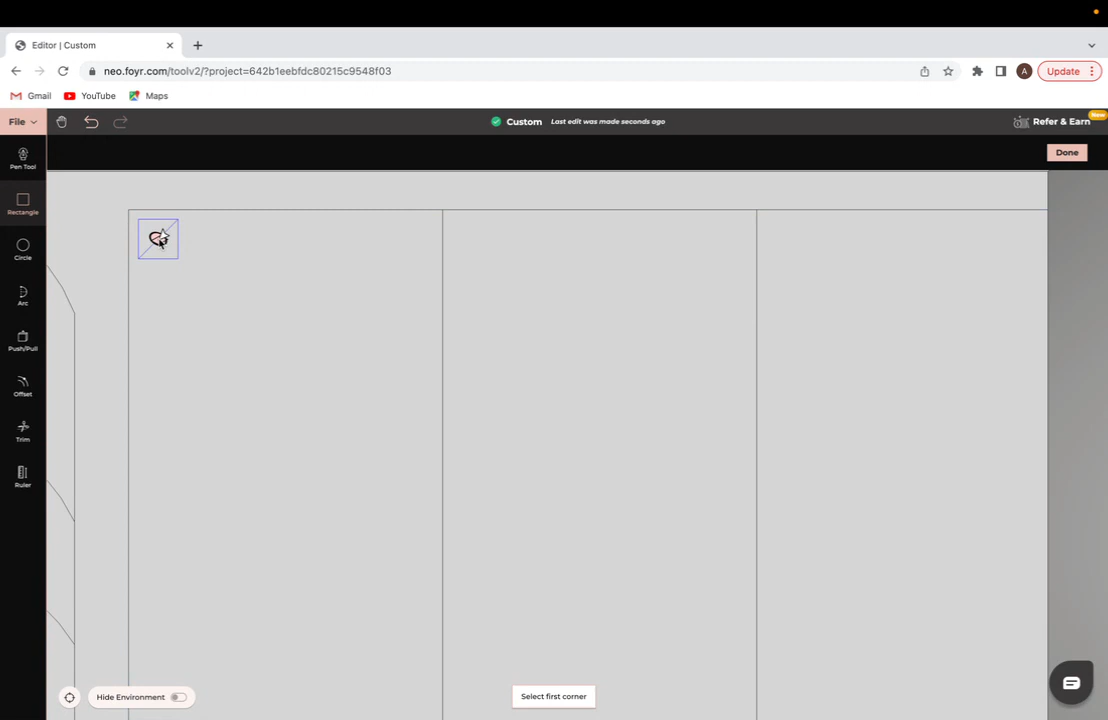 Editor | Custom
neo.foyr.com/toolv2/?project=642b1eebfdc80215c9548f03
A
Update
Gmail
YouTube
Maps
File
Custom
Last edit was made seconds ago
Refer & Earn
New
Done
Pen Tool
Rectangle
Circle
Arc
Push/Pull
Offset
Trim
Ruler
Hide Environment
Select first corner